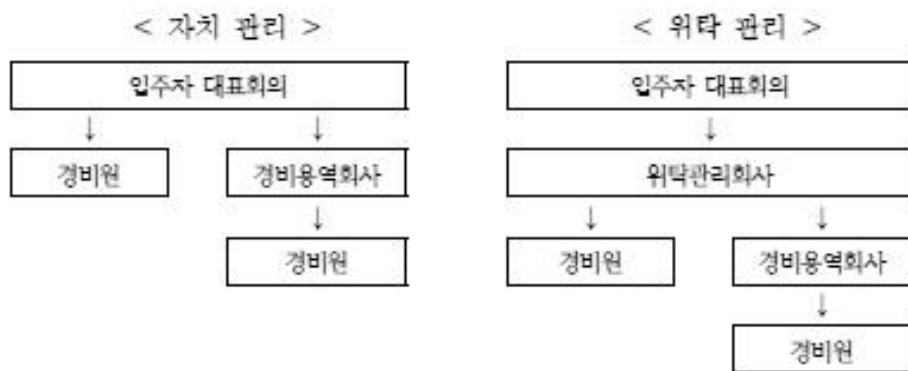 < 자치 관리 >
입주자 대표회의
↓ ↓
경비원 경비용역회사
↓
경비원
< 위탁 관리 >
입주자 대표회의
↓
위탁관리회사
↓ ↓
경비원 경비용역회사
↓
경비원